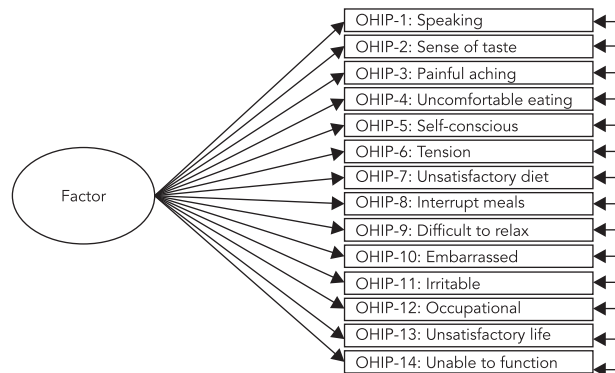 OHIP-1: Speaking
OHIP-2: Sense of taste
OHIP-3: Painful aching
OHIP-4: Uncomfortable eating
OHIP-5: Self-conscious
OHIP-6: Tension
OHIP-7: Unsatisfactory diet
Factor
OHIP-8: Interrupt meals
OHIP-9: Difficult to relax
OHIP-10: Embarrassed
OHIP-11: Irritable
OHIP-12: Occupational
OHIP-13: Unsatisfactory life
OHIP-14: Unable to function